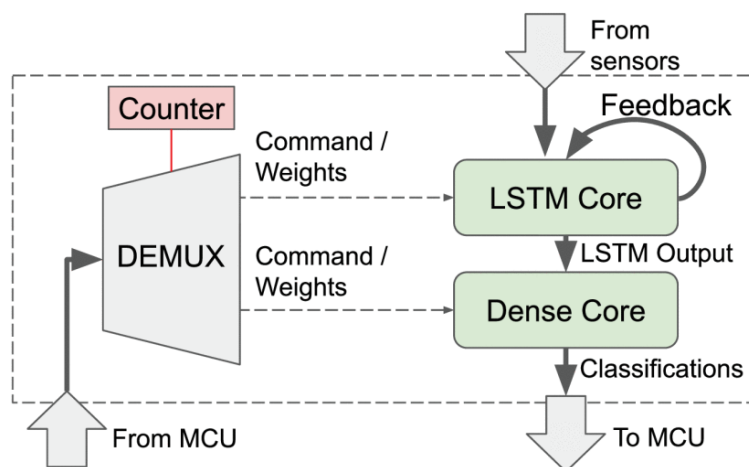 From
sensors
Counter
Feedback
Command /
Weights
LSTM Core
DEMUX
LSTM Output
Command /
Weights
Dense Core
Classifications
From MCU
To MCU